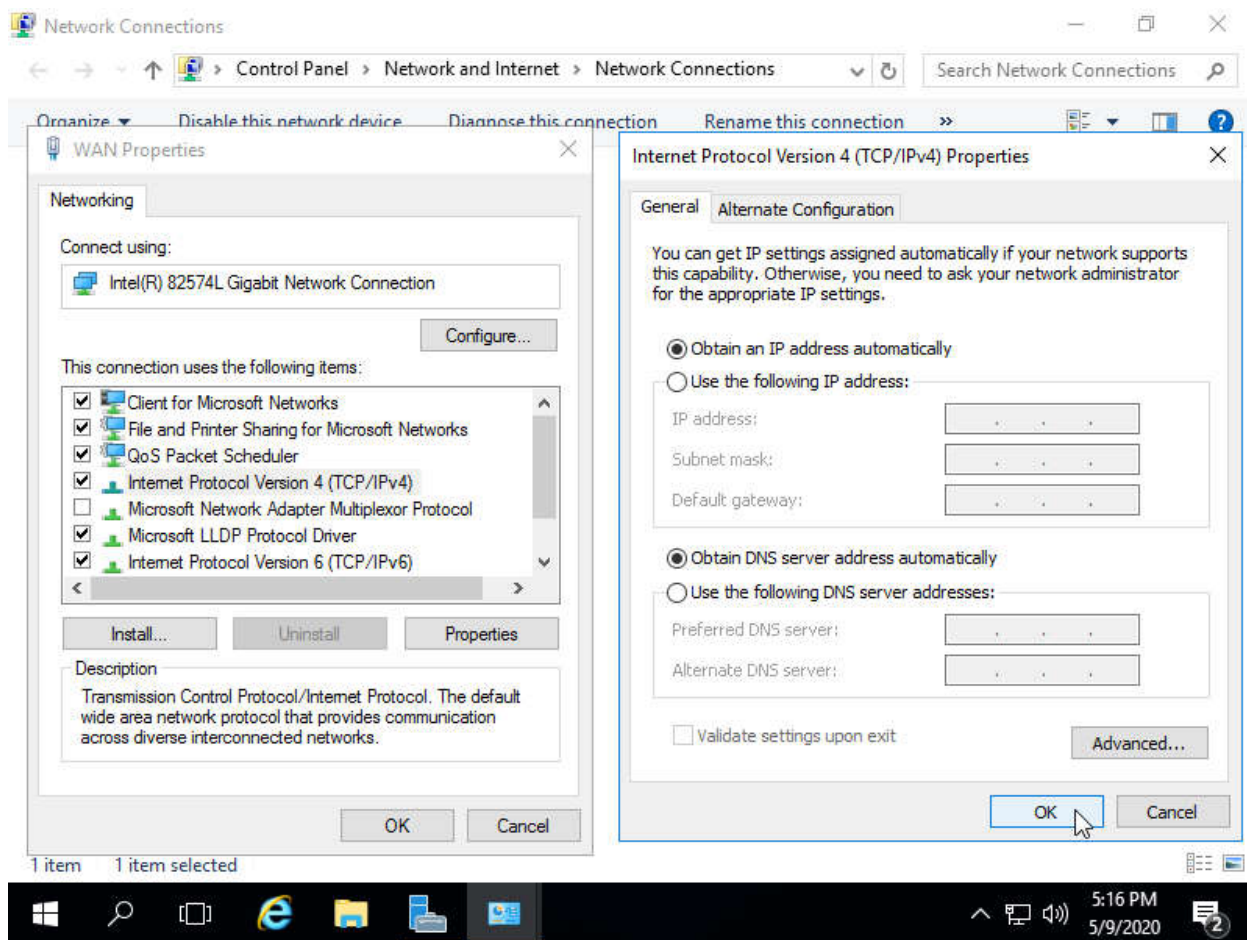 Network Connections
Control Panel > Network and Internet > Network Connections
Search Network Connections
Organize
Disable this network device
Diagnose this connection
Rename this connection
»
WAN Properties
Networking
Connect using:
Intel(R) 82574L Gigabit Network Connection
Configure...
This connection uses the following items:
Client for Microsoft Networks
File and Printer Sharing for Microsoft Networks
QoS Packet Scheduler
Internet Protocol Version 4 (TCP/IPv4)
Microsoft Network Adapter Multiplexor Protocol
Microsoft LLDP Protocol Driver
Internet Protocol Version 6 (TCP/IPv6)
Install...
Uninstall
Properties
Description
Transmission Control Protocol/Internet Protocol. The default
wide area network protocol that provides communication
across diverse interconnected networks.
OK
Cancel
Internet Protocol Version 4 (TCP/IPv4) Properties
General
Alternate Configuration
You can get IP settings assigned automatically if your network supports
this capability. Otherwise, you need to ask your network administrator
for the appropriate IP settings.
Obtain an IP address automatically
Use the following IP address:
IP address:
Subnet mask:
Default gateway:
Obtain DNS server address automatically
Use the following DNS server addresses:
Preferred DNS server:
Alternate DNS server:
Validate settings upon exit
Advanced...
OK
Cancel
1 item
1 item selected
5:16 PM
5/9/2020
2